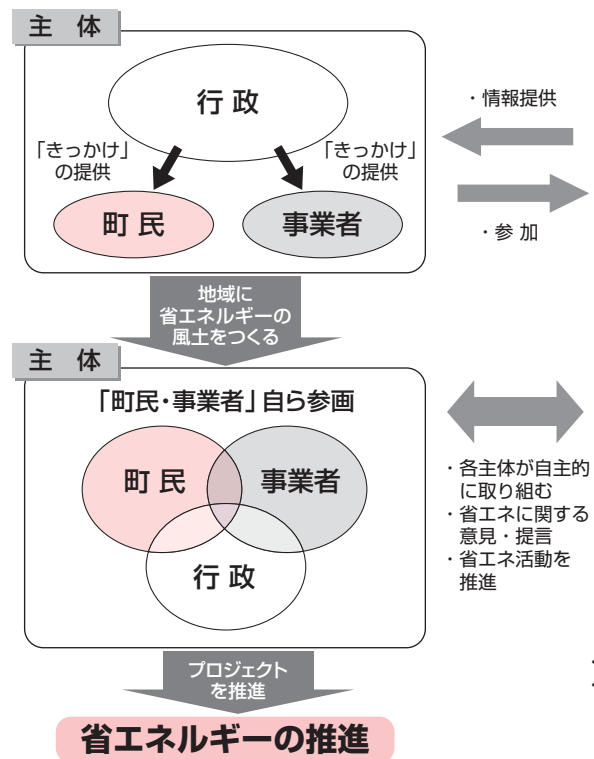 主 体
行 政
「きっかけ」
の提供
「きっかけ」
の提供
町 民
事業者
・情報提供
・参 加
地域に
省エネルギーの
風土をつくる
主 体
「町民・事業者」自ら参画
町 民
事業者
行 政
・各主体が自主的
に取り組む
・省エネに関する
意見・提言
・省エネ活動を
推進
プロジェクト
を推進
省エネルギーの推進